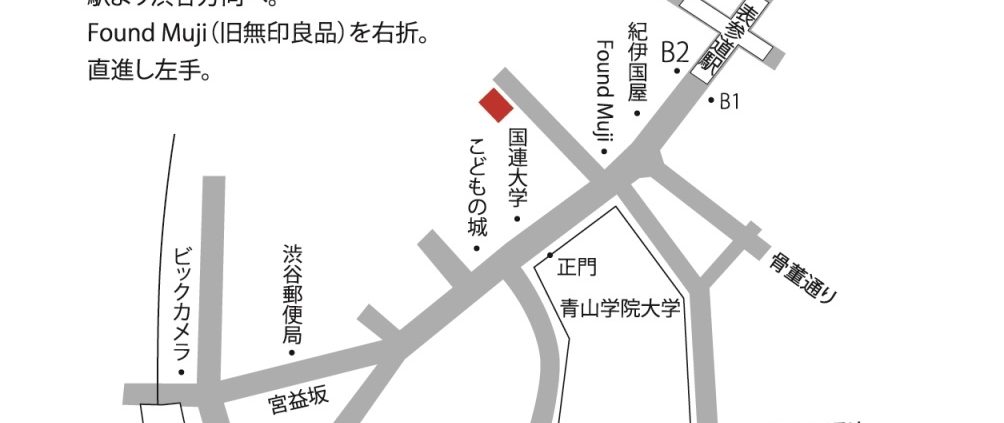 Found Muji（旧無印良品）を右折。
直進し左手。
表参道駅
紀伊国屋
B2
Found Muji
B1
国連大学
こどもの城
正門
骨董通り
青山学院大学
渋谷郵便局
ビックカメラ
宮益坂